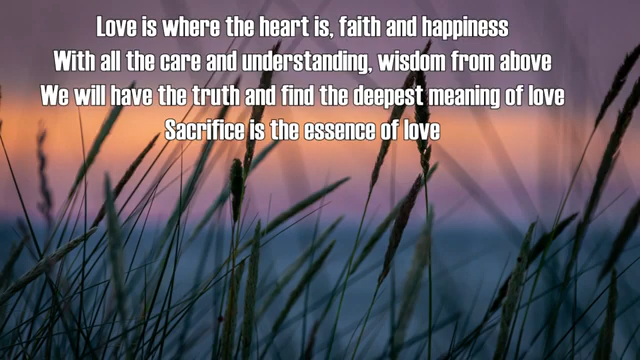 Love is where the heart is, faith and happiness
With all the care and understanding, wisdom from above
We will have the truth and find the deepest meaning of love
Sacrifice is the essence of love